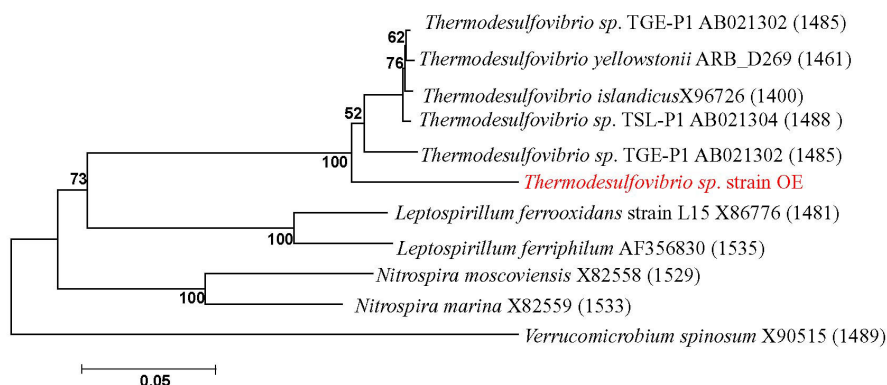 Thermodesulfovibrio sp. TGE-P1 AB021302 (1485)
62
Thermodesulfovibrio yellowstonii ARB_D269 (1461)
76
Thermodesulfovibrio islandicusX96726 (1400)
Thermodesulfovibrio sp. TSL-P1 AB021304 (1488 )
52
Thermodesulfovibrio sp. TGE-P1 AB021302 (1485)
100
Thermodesulfovibrio sp. strain OE
73
Leptospirillum ferrooxidans strain L15 X86776 (1481)
100
Leptospirillum ferriphilum AF356830 (1535)
Nitrospira moscoviensis X82558 (1529)
100
Nitrospira marina X82559 (1533)
Verrucomicrobium spinosum X90515 (1489)
0.05